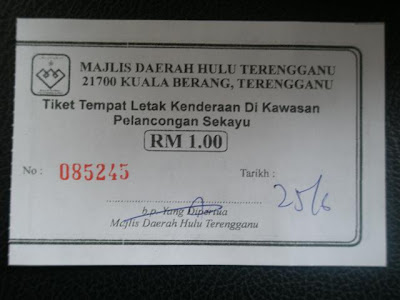 MAJLIS DAERAH HULU TERENGGANU
21700 KUALA BERANG, TERENGGANU
Tiket Tempat Letak Kenderaan Di Kawasan
Pelancongan Sekayu
RM 1.00
No : 085245 Tarikh : 25/6
b.p. Yang Dipertua
Majlis Daerah Hulu Terengganu